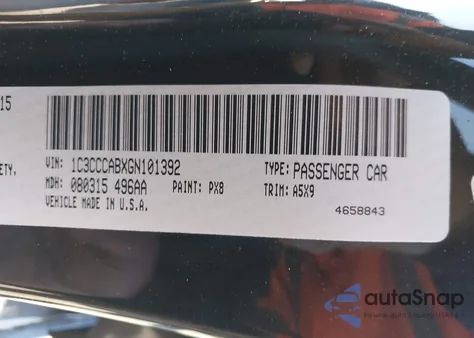 15
ETY,
VIN: 1C3CCCABXGN101392 TYPE: PASSENGER CAR
MDH: 080315 496AA PAINT: PX8 TRIM: A5X9
VEHICLE MADE IN U.S.A.
4658843
autoSnap